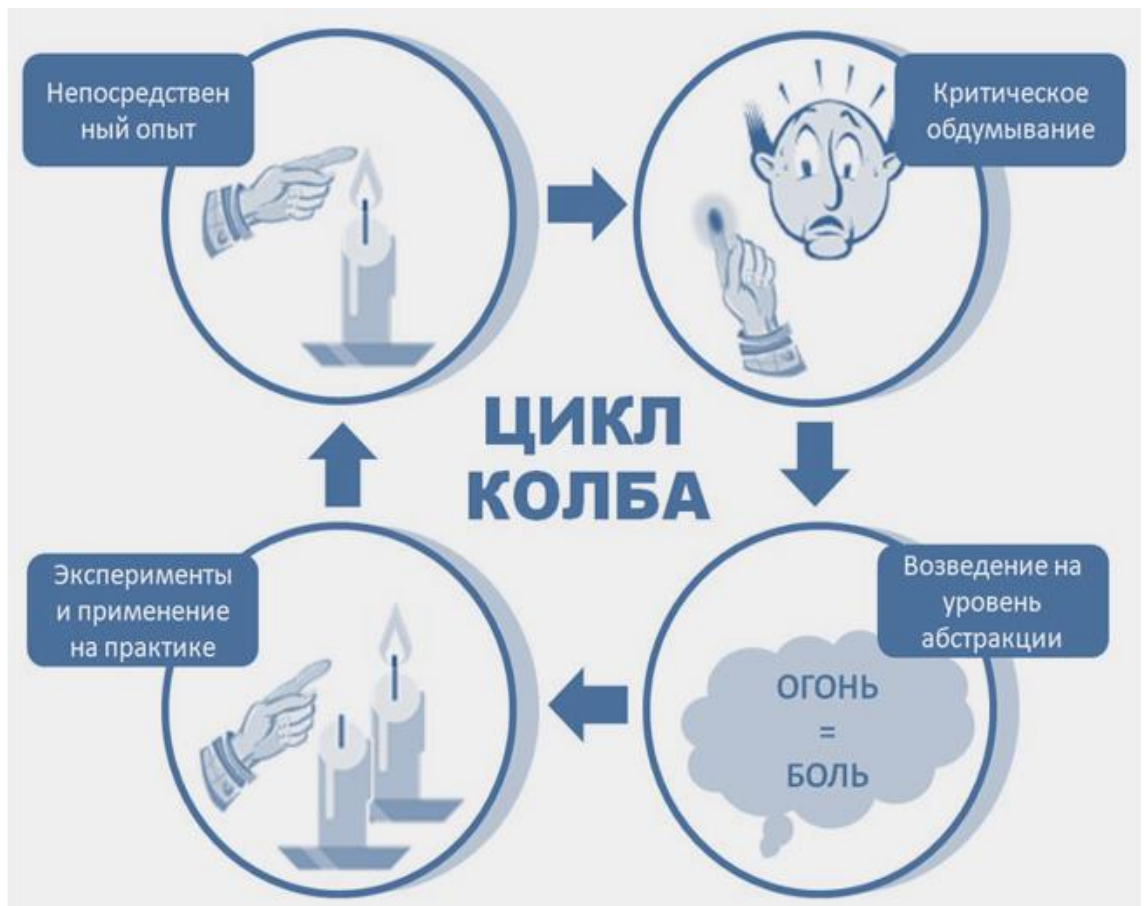 Непосредствен
ный опыт
Критическое
обдумывание
ЦИКЛ
КОЛБА
Эксперименты
и применение
на практике
Возведение на
уровень
абстракции
ОГОНЬ
=
БОЛЬ